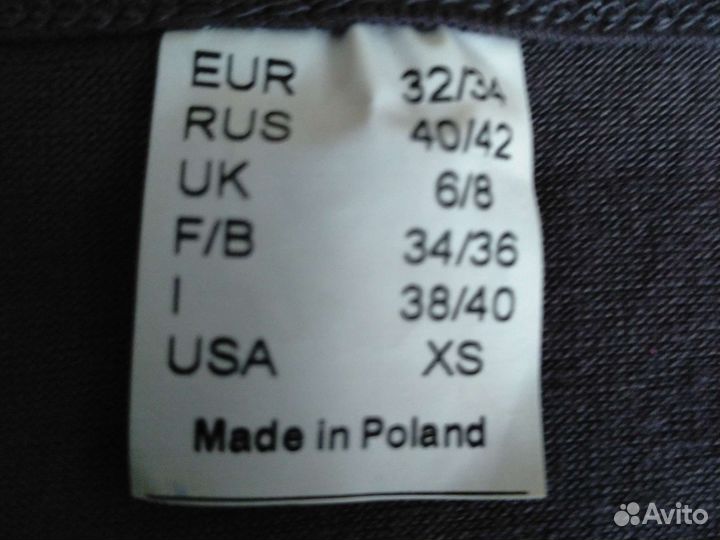 EUR 32/34
RUS 40/42
UK 6/8
F/B 34/36
I 38/40
USA XS
Made in Poland
Avito